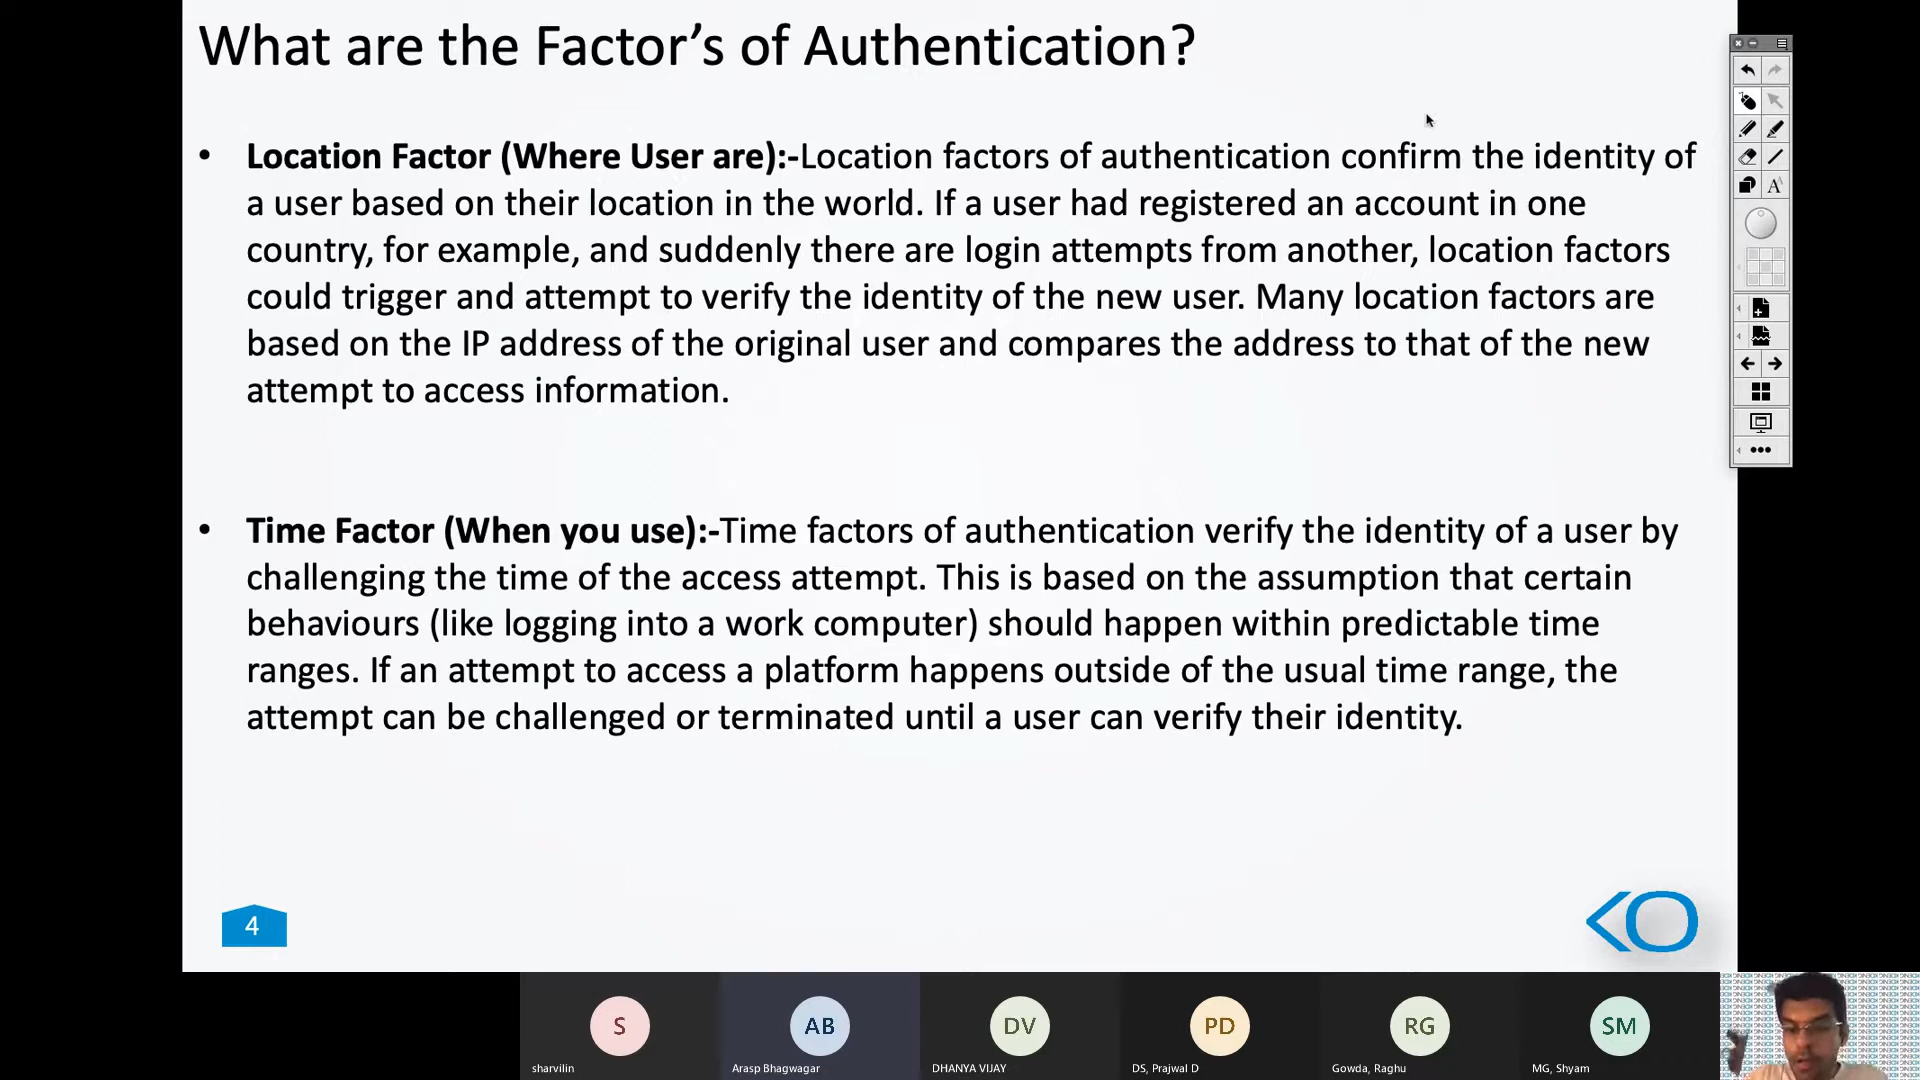 What are the Factor's of Authentication?
• Location Factor (Where User are):-Location factors of authentication confirm the identity of
a user based on their location in the world. If a user had registered an account in one
country, for example, and suddenly there are login attempts from another, location factors
could trigger and attempt to verify the identity of the new user. Many location factors are
based on the IP address of the original user and compares the address to that of the new
attempt to access information.
• Time Factor (When you use):-Time factors of authentication verify the identity of a user by
challenging the time of the access attempt. This is based on the assumption that certain
behaviours (like logging into a work computer) should happen within predictable time
ranges. If an attempt to access a platform happens outside of the usual time range, the
attempt can be challenged or terminated until a user can verify their identity.
4
S
AB
DV
PD
RG
SM
sharvilin
Arasp Bhagwagar
DHANYA VIJAY
DS, Prajwal D
Gowda, Raghu
MG, Shyam